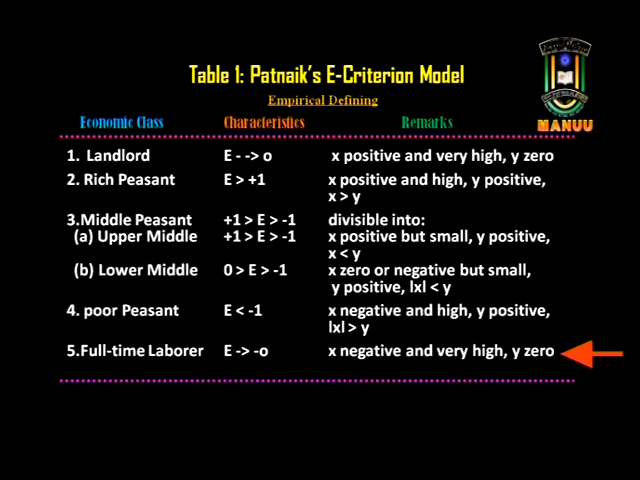 Table 1: Patnaik's E-Criterion Model
Empirical Defining
Economic Class Characteristics Remarks
1. Landlord E - -> o x positive and very high, y zero
2. Rich Peasant E > +1 x positive and high, y positive,
x > y
3.Middle Peasant +1 > E > -1 divisible into:
(a) Upper Middle +1 > E > -1 x positive but small, y positive,
x < y
(b) Lower Middle 0 > E > -1 x zero or negative but small,
y positive, lxl < y
4. poor Peasant E < -1 x negative and high, y positive,
lxl > y
5.Full-time Laborer E -> -o x negative and very high, y zero
MANUU